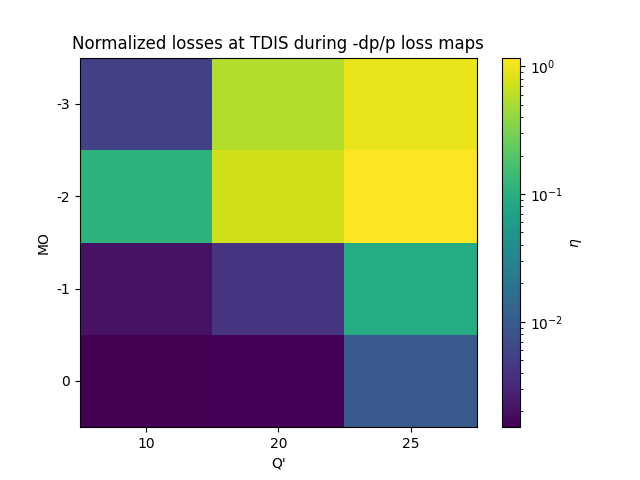 Normalized losses at TDIS during -dp/p loss maps
-3
-2
-1
0
MO
10
20
25
Q'
10⁰
10⁻¹
10⁻²
η